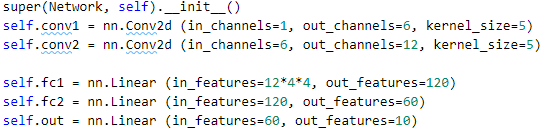 super(Network, self).__init__()
self.conv1 = nn.Conv2d (in_channels=1, out_channels=6, kernel_size=5)
self.conv2 = nn.Conv2d (in_channels=6, out_channels=12, kernel_size=5)
self.fc1 = nn.Linear (in_features=12*4*4, out_features=120)
self.fc2 = nn.Linear (in_features=120, out_features=60)
self.out = nn.Linear (in_features=60, out_features=10)